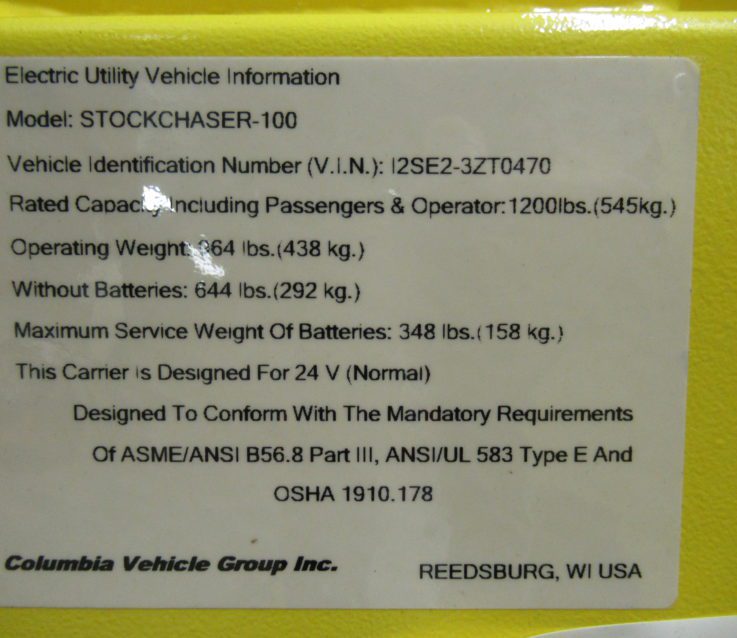 Electric Utility Vehicle Information
Model: STOCKCHASER-100
Vehicle Identification Number (V.I.N.): I2SE2-3ZT0470
Rated Capacity Including Passengers & Operator:1200lbs.(545kg.)
Operating Weight: 964 lbs.(438 kg.)
Without Batteries: 644 lbs.(292 kg.)
Maximum Service Weight Of Batteries: 348 lbs.(158 kg.)
This Carrier is Designed For 24 V (Normal)
Designed To Conform With The Mandatory Requirements
Of ASME/ANSI B56.8 Part III, ANSI/UL 583 Type E And
OSHA 1910.178
Columbia Vehicle Group Inc.
REEDSBURG, WI USA